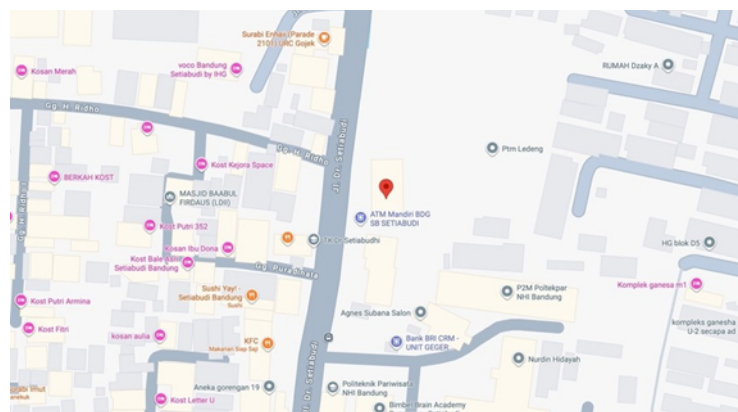 Surabi Enhaii (Parade
2101) URC Gojek
voco Bandung
Setiabudi by IHG
Kosan Merah
RUMAH Dzaky A
Gg. H. Ridho
Jl. Dr. Setiabudi
Gg. H. Ridho
Ptm Ledeng
Kost Kejora Space
BERKAH KOST
MASJID BAABUL
FIRDAUS (LDII)
Gg. H. Ridho I
ATM Mandiri BDG
SB SETIABUDI
Kost Putri 352
TK Dr Setiabudhi
Kosan Ibu Dona
HG blok D5
Kost Bale Asih
Setiabudi Bandung
Gg. Pura Bhata
Komplek ganesa m1
Sushi Yay! -
Setiabudi Bandung
Sushi
P2M Poltekpar
NHI Bandung
Kost Putri Armina
Agnes Subana Salon
Kost Fitri
kosan aulia
kompleks ganesha
U-2 secapa ad
KFC
Makanan Siap Saji
Bank BRI CRM -
UNIT GEGER
Nurdin Hidayah
Jl. Dr. Setiabudi
Aneka gorengan 19
Politeknik Pariwisata
NHI Bandung
Kost Letter U
Bimbel Brain Academy